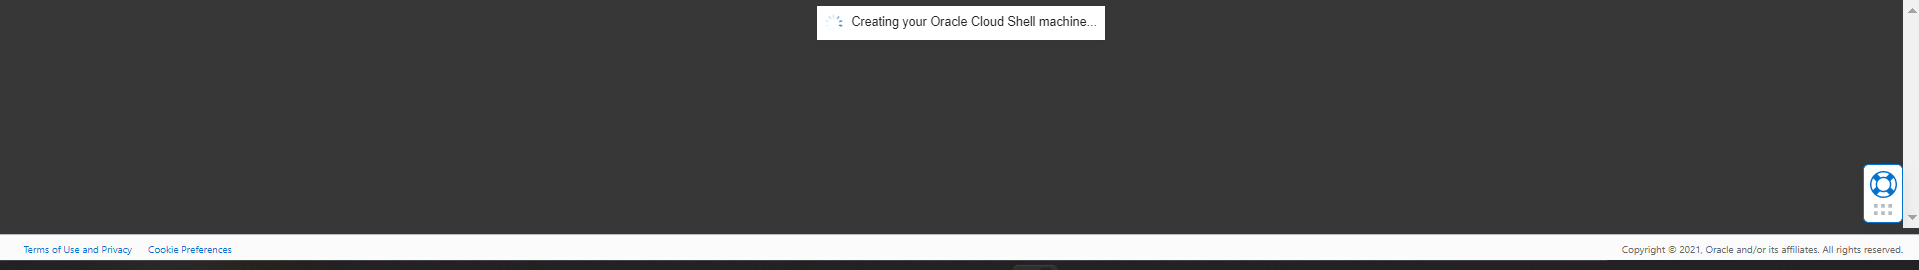 Creating your Oracle Cloud Shell machine...
Terms of Use and Privacy
Cookie Preferences
Copyright © 2021, Oracle and/or its affiliates. All rights reserved.